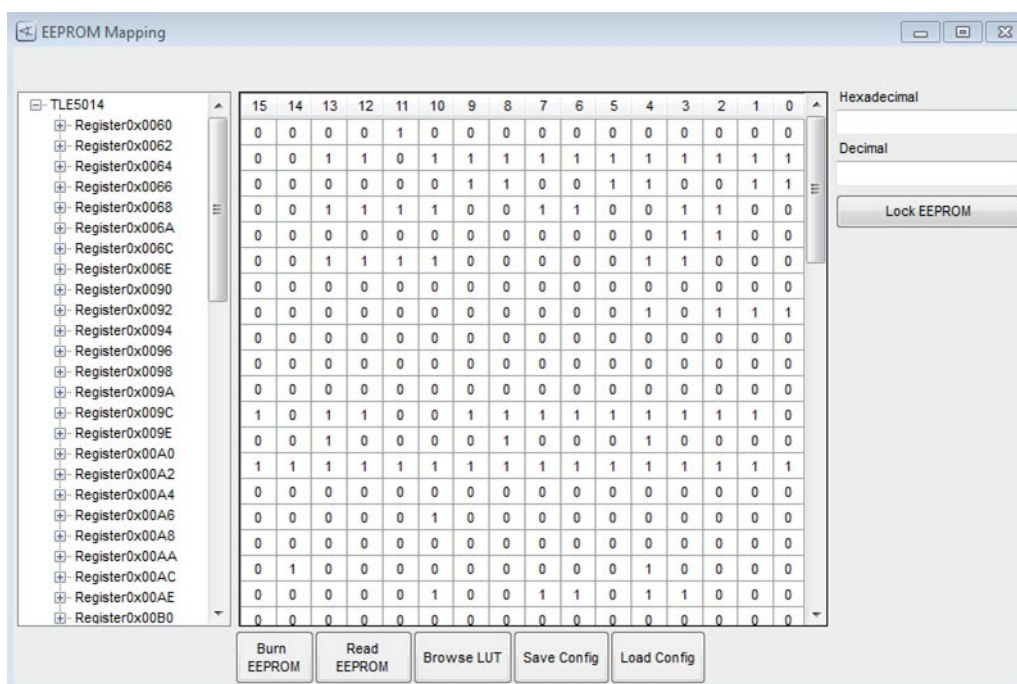 EEPROM Mapping
TLE5014
Register0x0060
Register0x0062
Register0x0064
Register0x0066
Register0x0068
Register0x006A
Register0x006C
Register0x006E
Register0x0090
Register0x0092
Register0x0094
Register0x0096
Register0x0098
Register0x009A
Register0x009C
Register0x009E
Register0x00A0
Register0x00A2
Register0x00A4
Register0x00A6
Register0x00A8
Register0x00AA
Register0x00AC
Register0x00AE
Register0x00B0
15 14 13 12 11 10 9 8 7 6 5 4 3 2 1 0
0 0 0 0 1 0 0 0 0 0 0 0 0 0 0 0
0 0 1 1 0 1 1 1 1 1 1 1 1 1 1 1
0 0 0 0 0 0 1 1 0 0 1 1 0 0 1 1
0 0 1 1 1 1 0 0 1 1 0 0 1 1 0 0
0 0 0 0 0 0 0 0 0 0 0 0 1 1 0 0
0 0 1 1 1 1 0 0 0 0 0 1 1 0 0 0
0 0 0 0 0 0 0 0 0 0 0 0 0 0 0 0
0 0 0 0 0 0 0 0 0 0 0 1 0 1 1 1
0 0 0 0 0 0 0 0 0 0 0 0 0 0 0 0
0 0 0 0 0 0 0 0 0 0 0 0 0 0 0 0
0 0 0 0 0 0 0 0 0 0 0 0 0 0 0 0
1 0 1 1 0 0 1 1 1 1 1 1 1 1 1 0
0 0 1 0 0 0 0 1 0 0 0 1 0 0 0 0
1 1 1 1 1 1 1 1 1 1 1 1 1 1 1 1
0 0 0 0 0 0 0 0 0 0 0 0 0 0 0 0
0 0 0 0 0 1 0 0 0 0 0 0 0 0 0 0
0 0 0 0 0 0 0 0 0 0 0 0 0 0 0 0
0 1 0 0 0 0 0 0 0 0 0 1 0 0 0 0
0 0 0 0 0 1 0 0 1 1 0 1 1 0 0 0
0 0 0 0 0 0 0 0 0 0 0 0 0 0 0 0
Hexadecimal
Decimal
Lock EEPROM
Burn
EEPROM
Read
EEPROM
Browse LUT
Save Config
Load Config